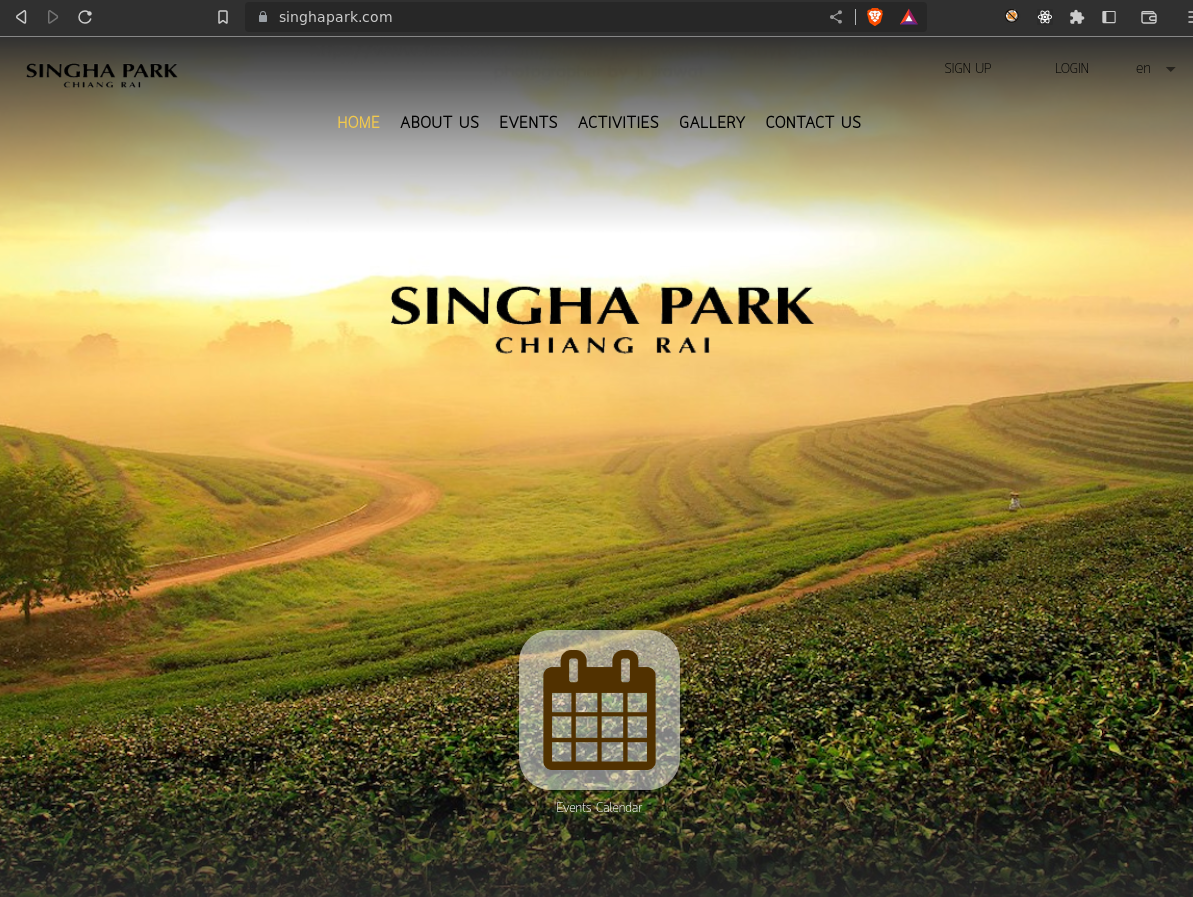 singhapark.com
SINGHA PARK
CHIANG RAI
SIGN UP LOGIN en
HOME ABOUT US EVENTS ACTIVITIES GALLERY CONTACT US
SINGHA PARK
CHIANG RAI
Events Calendar